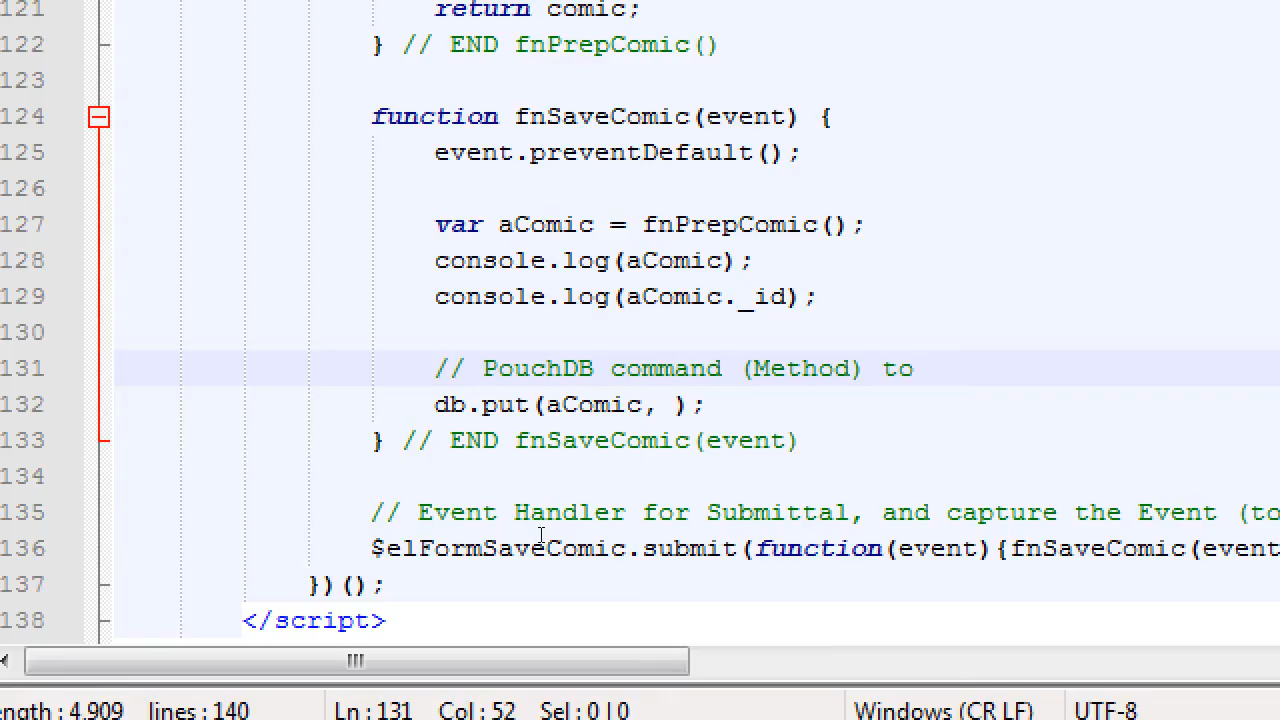 121 return comic;
122 } // END fnPrepComic()
123
124 function fnSaveComic(event) {
125 event.preventDefault();
126
127 var aComic = fnPrepComic();
128 console.log(aComic);
129 console.log(aComic._id);
130
131 // PouchDB command (Method) to
132 db.put(aComic, );
133 } // END fnSaveComic(event)
134
135 // Event Handler for Submittal, and capture the Event (to
136 $elFormSaveComic.submit(function(event){fnSaveComic(event
137 })();
138 </script>
ength : 4,909 lines : 140 Ln : 131 Col : 52 Sel : 0 | 0 Windows (CR LF) UTF-8